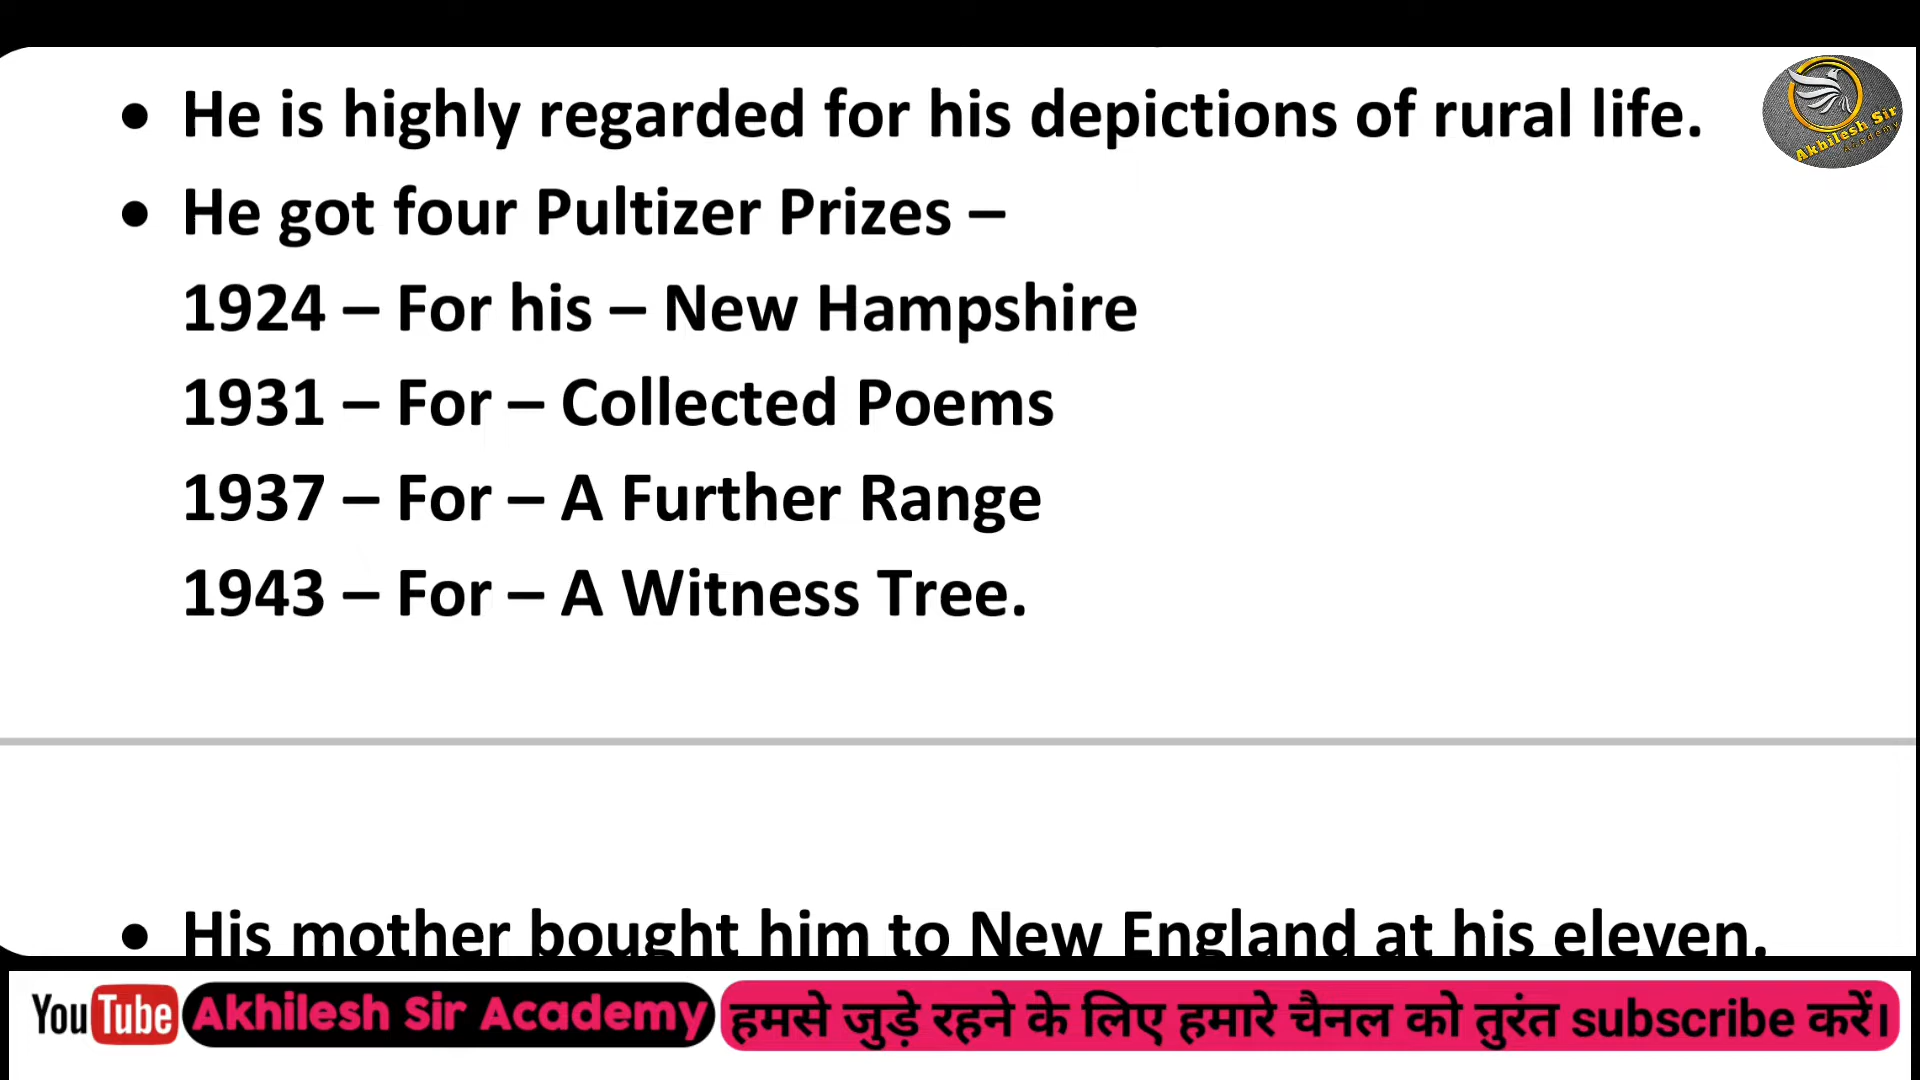 • He is highly regarded for his depictions of rural life.
Akhilesh Sir
Academy
• He got four Pultizer Prizes –
1924 – For his – New Hampshire
1931 – For – Collected Poems
1937 – For – A Further Range
1943 – For – A Witness Tree.
• His mother bought him to New England at his eleven.
YouTube Akhilesh Sir Academy हमसे जुड़े रहने के लिए हमारे चैनल को तुरंत subscribe करें।